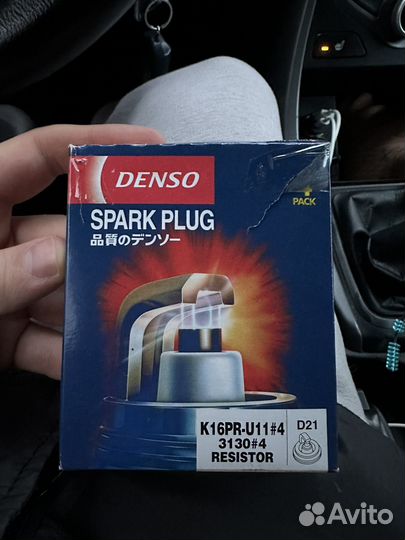 DENSO
4
PACK
SPARK PLUG
品質のデンソー
K16PR-U11#4
3130#4
RESISTOR
D21
Avito